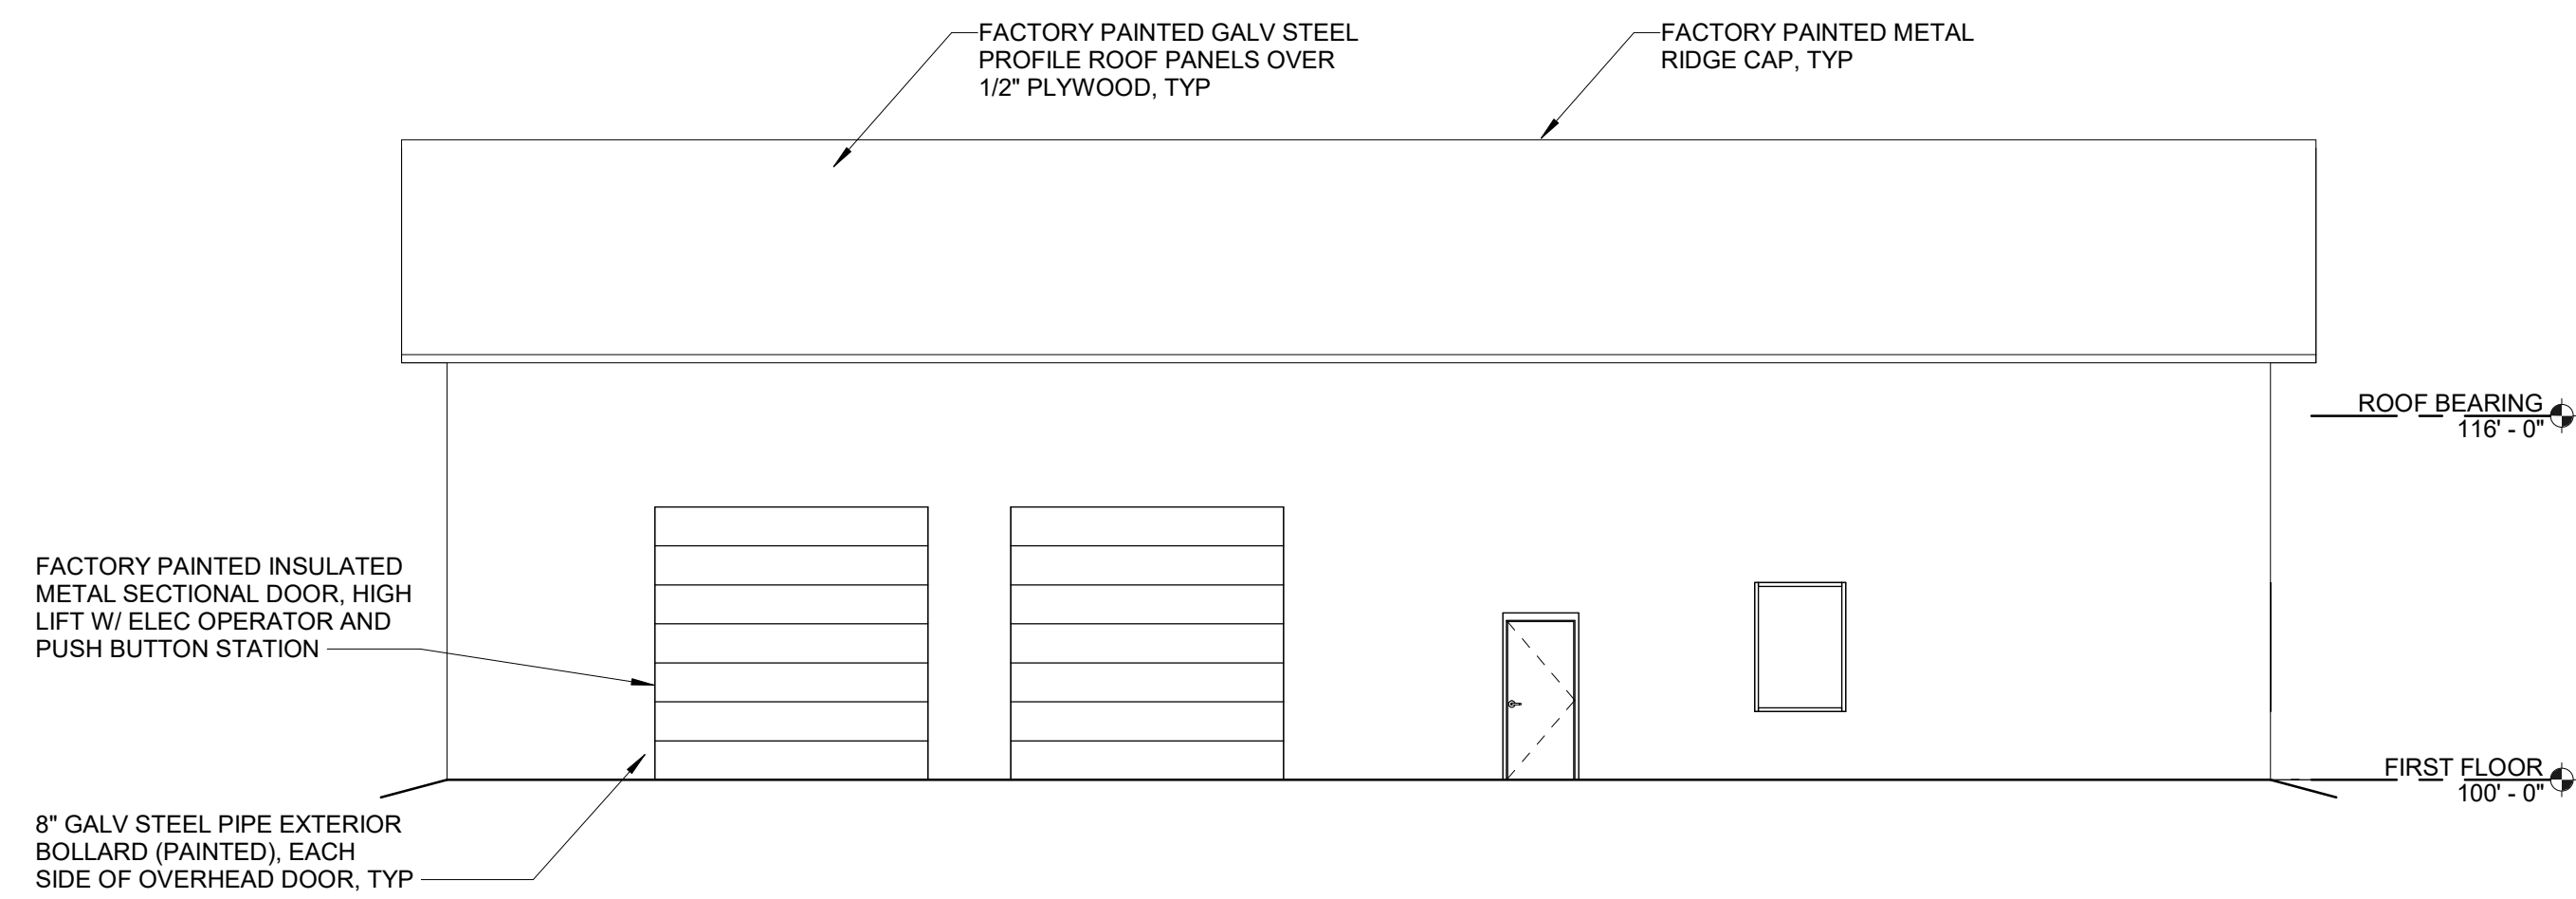 FACTORY PAINTED GALV STEEL
PROFILE ROOF PANELS OVER
1/2" PLYWOOD, TYP
FACTORY PAINTED METAL
RIDGE CAP, TYP
ROOF BEARING
116' - 0"
FACTORY PAINTED INSULATED
METAL SECTIONAL DOOR, HIGH
LIFT W/ ELEC OPERATOR AND
PUSH BUTTON STATION
FIRST FLOOR
100' - 0"
8" GALV STEEL PIPE EXTERIOR
BOLLARD (PAINTED), EACH
SIDE OF OVERHEAD DOOR, TYP